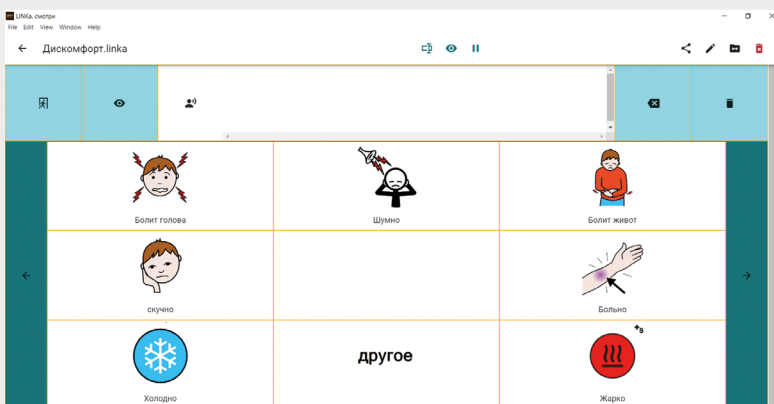 LINKa. смотри
File Edit View Window Help
Дискомфорт.linka
Болит голова
Шумно
Болит живот
скучно
Больно
Холодно
другое
Жарко